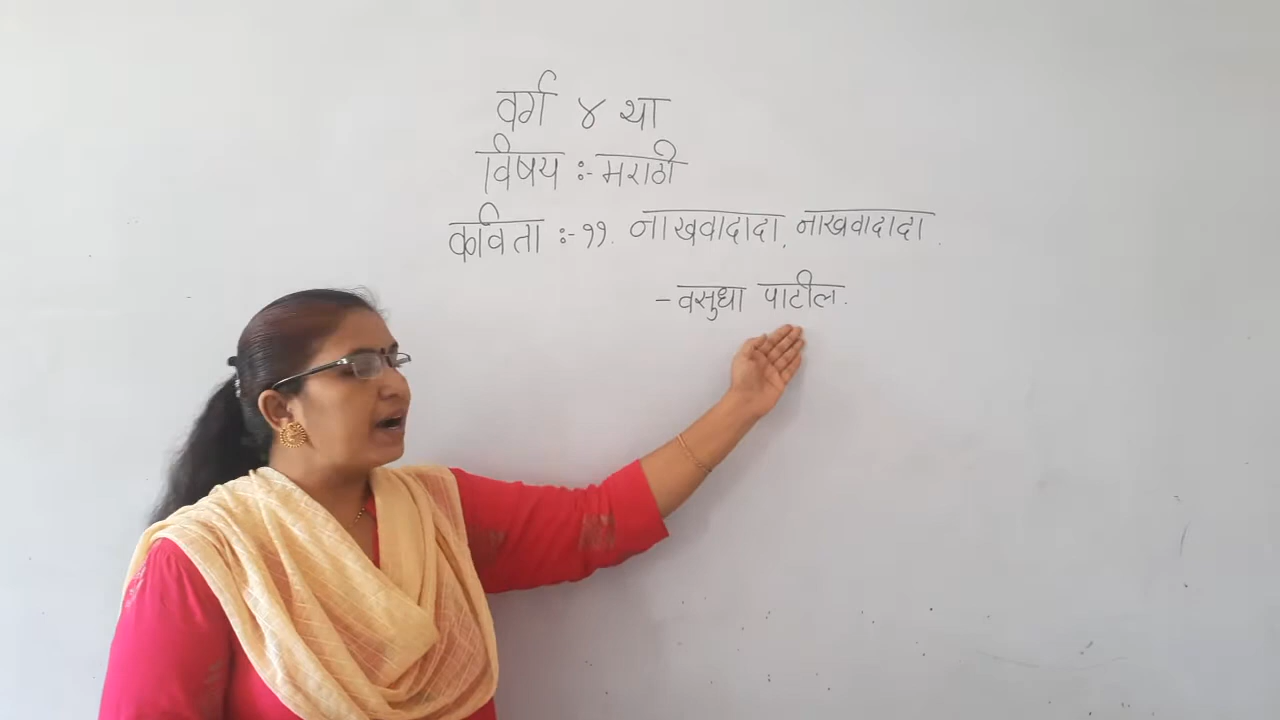 वर्ग ४ था
विषय :- मराठी
कविता :- ११. नाखवादादा, नाखवादादा.
- वसुधा पाटील.